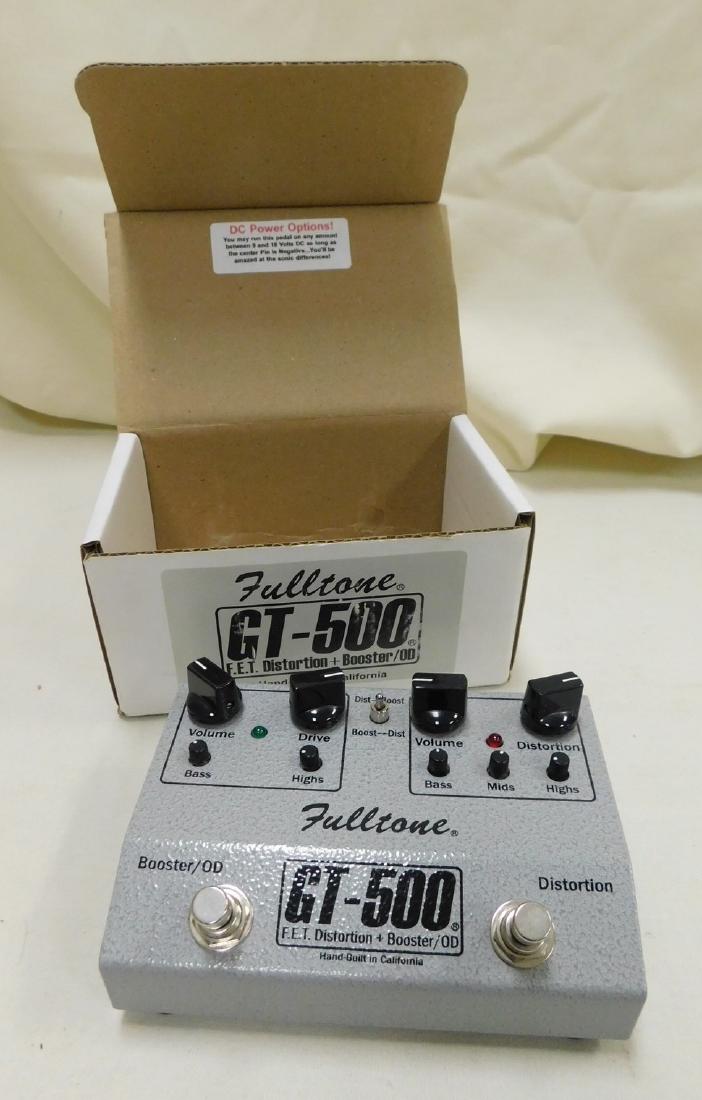 DC Power Options!
You may run this pedal on any amount
between 9 and 18 Volts DC as long as
the center Pin is Negative...You'll be
amazed at the sonic differences!
Fulltone®
GT-500®
F.E.T. Distortion + Booster/OD
California
Dist--Boost
Boost--Dist
Volume
Drive
Volume
Distortion
Bass
Highs
Bass
Mids
Highs
Fulltone®
Booster/OD
Distortion
GT-500®
F.E.T. Distortion + Booster/OD
Hand-Built in California